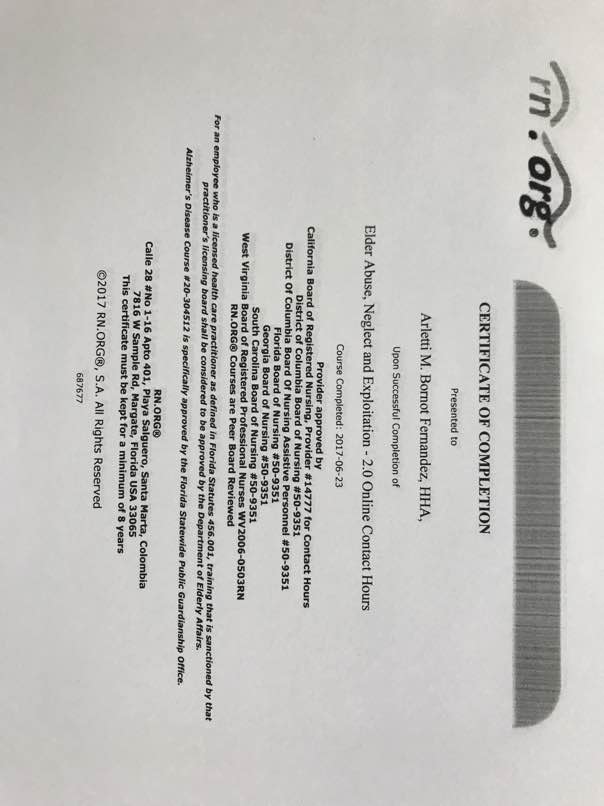 rn.org®
CERTIFICATE OF COMPLETION
Presented to
Arletti M. Bornot Fernandez, HHA,
Upon Successful Completion of
Elder Abuse, Neglect and Exploitation - 2.0 Online Contact Hours
Course Completed: 2017-06-23
Provider approved by
California Board of Registered Nursing, Provider #14777 for Contact Hours
District of Columbia Board of Nursing #50-9351
District of Columbia Board Of Nursing Assistive Personnel #50-9351
Florida Board of Nursing #50-9351
Georgia Board of Nursing #50-9351
South Carolina Board of Nursing #50-9351
West Virginia Board of Registered Professional Nurses WV2006-0503RN
RN.ORG® Courses are Peer Board Reviewed
For an employee who is a licensed health care practitioner as defined in Florida Statutes 456.001, training that is sanctioned by that
practitioner's licensing board shall be considered to be approved by the Department of Elderly Affairs.
Alzheimer's Disease Course #20-304512 is specifically approved by the Florida Statewide Public Guardianship Office.
RN.ORG®
Calle 28 #No 1-16 Apto 401, Playa Salguero, Santa Marta, Colombia
7816 W Sample Rd, Margate, Florida USA 33065
This certificate must be kept for a minimum of 8 years
©2017 RN.ORG®, S.A. All Rights Reserved
687677